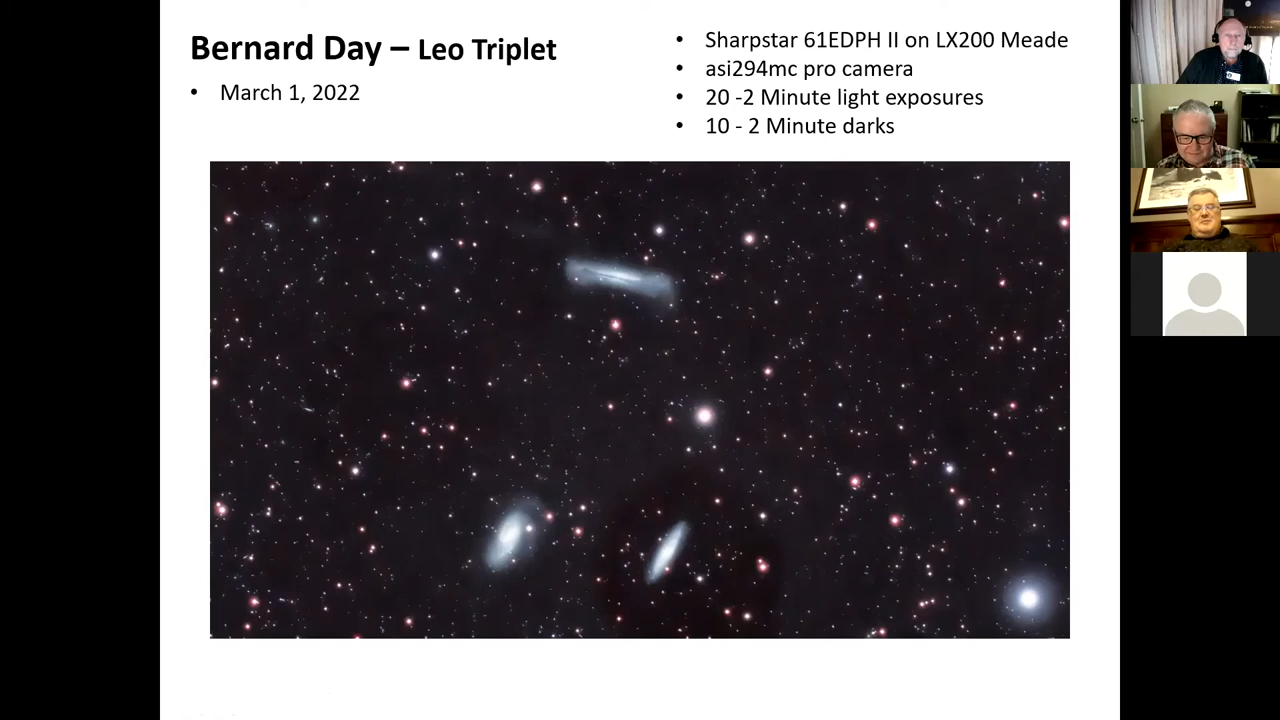 Bernard Day – Leo Triplet
• March 1, 2022
• Sharpstar 61EDPH II on LX200 Meade
• asi294mc pro camera
• 20 -2 Minute light exposures
• 10 - 2 Minute darks